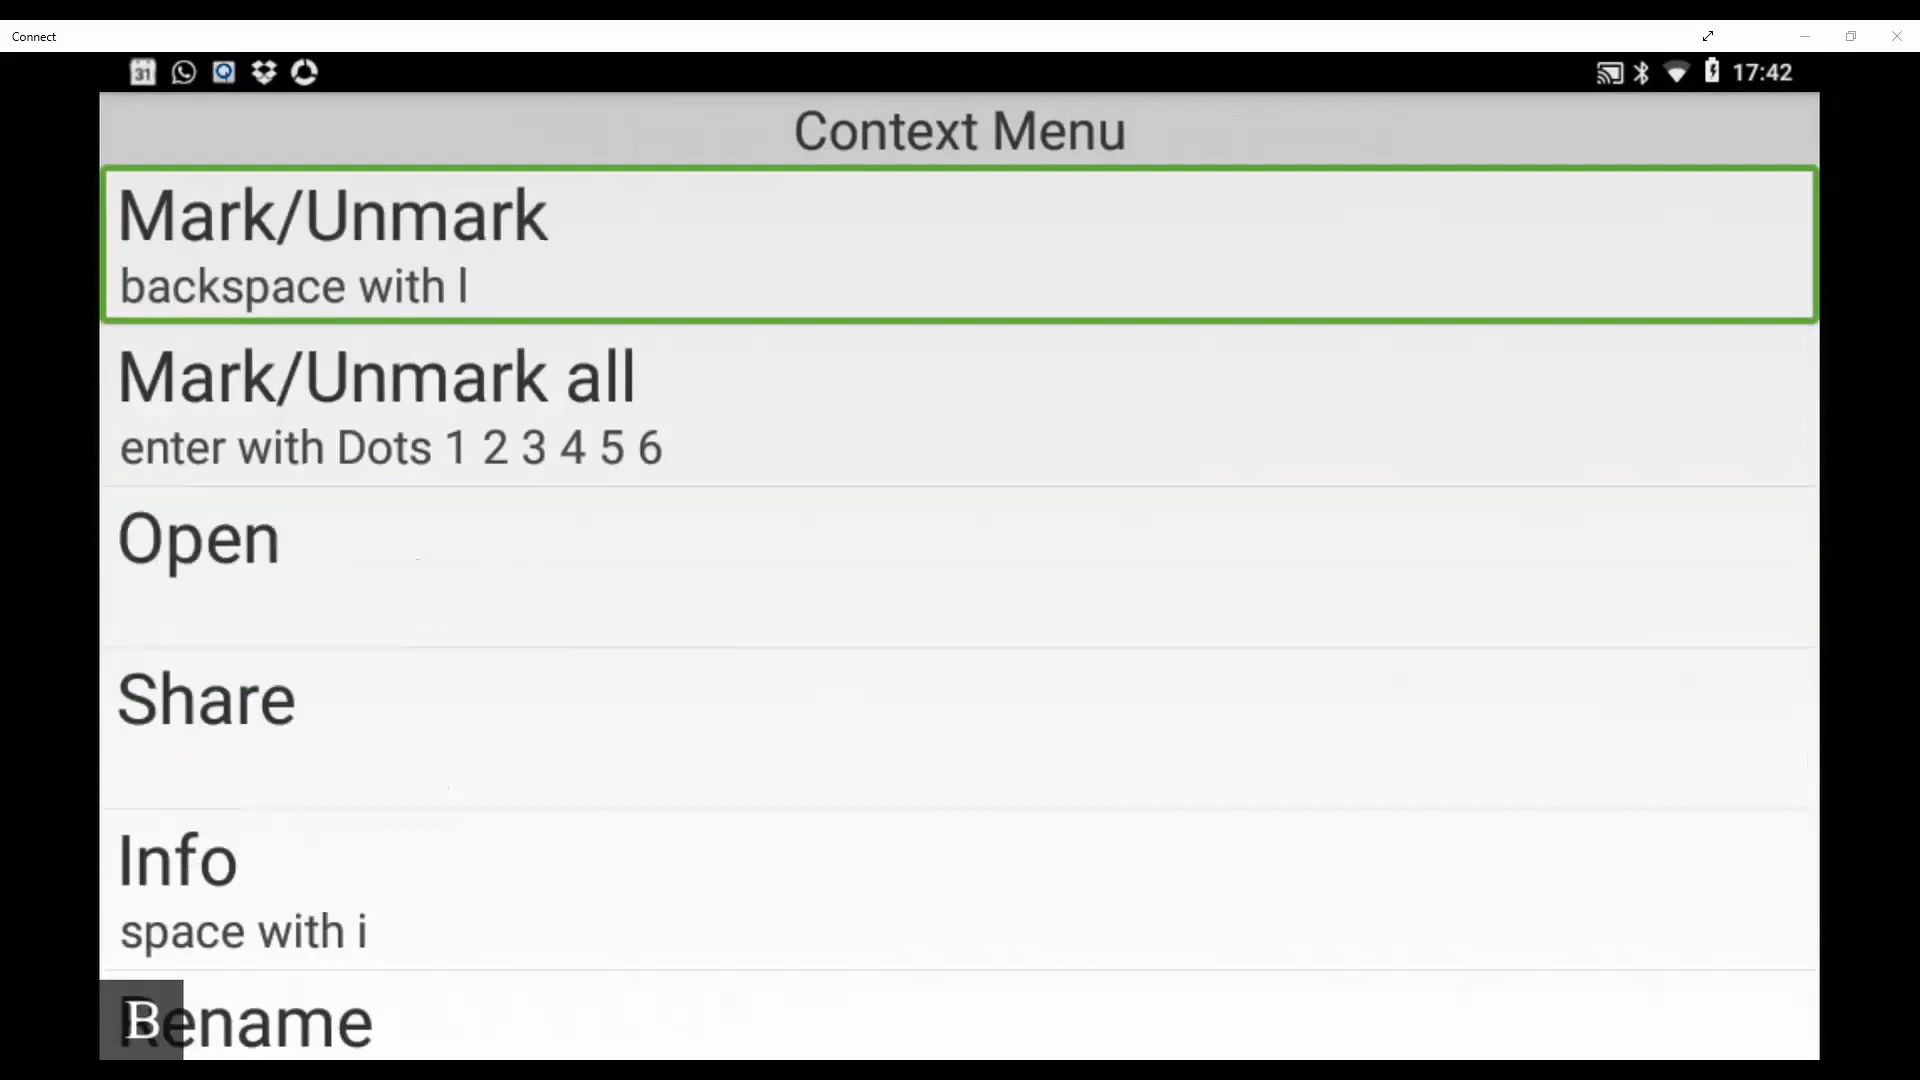 Connect
31
17:42
Context Menu
Mark/Unmark
backspace with l
Mark/Unmark all
enter with Dots 1 2 3 4 5 6
Open
Share
Info
space with i
Rename
B